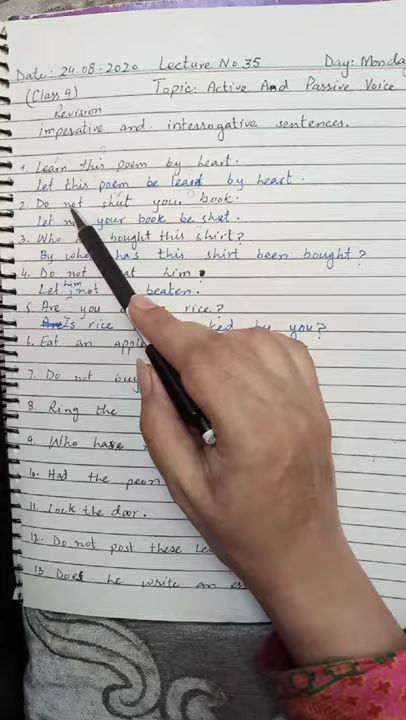 Date: 24.08-2020 Lecture No 35 Day: Monday
(Class 9) Topic: Active And Passive Voice
Revision
imperative and interrogative sentences.
1. Learn this poem by heart.
Let this poem be learnt by heart.
2. Do not shut your book.
Let your book be shut.
3. Who bought this shirt?
By has this shirt been bought?
4. Do not him.
Let him not beaten.
5. Are you rice?
Is rice by you?
6. Eat an
7. Do not
8. Ring the
9. Who
10. Had the
11. Lock the door.
12. Do not post these
13. Does he write an